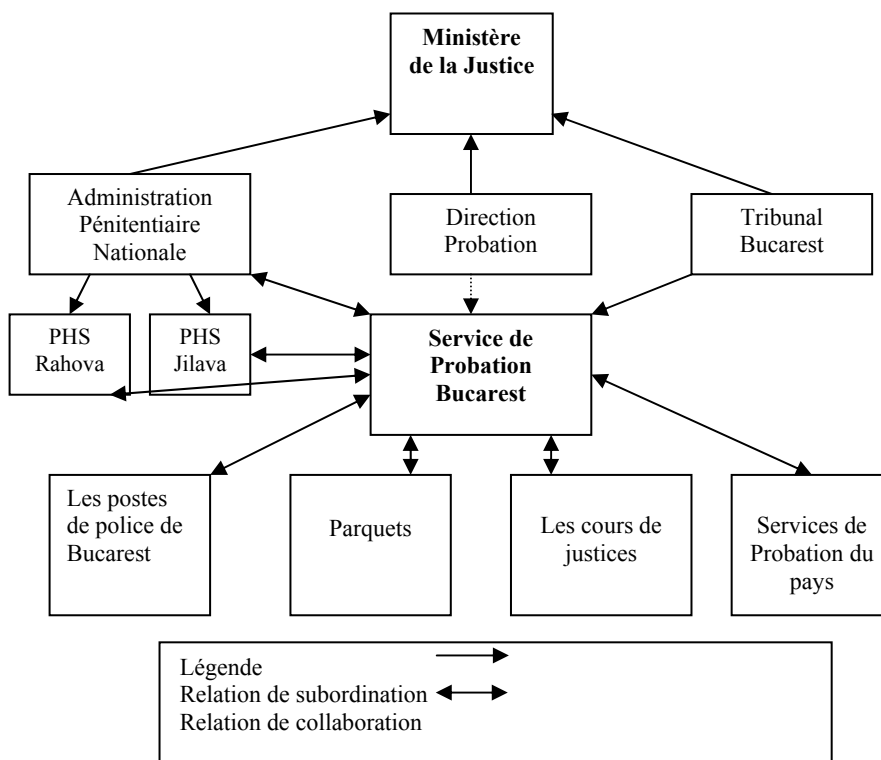 Ministère
de la Justice
Administration
Pénitentiaire
Nationale
Direction
Probation
Tribunal
Bucarest
PHS
Rahova
PHS
Jilava
Service de
Probation
Bucarest
Les postes
de police de
Bucarest
Parquets
Les cours de
justices
Services de
Probation du
pays
Légende
Relation de subordination
Relation de collaboration